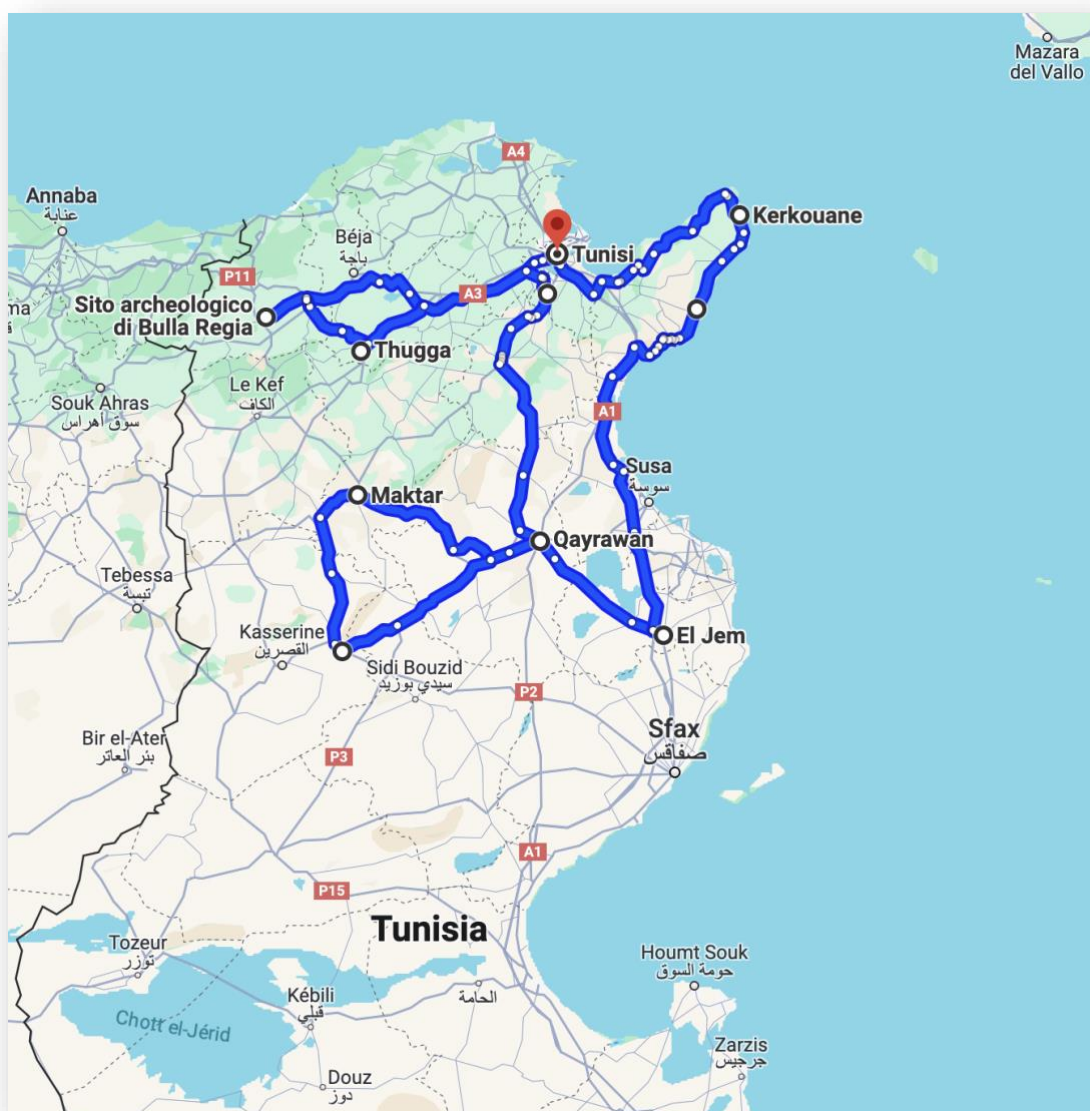 Mazara
del Vallo
A4
Annaba
عنابة
Kerkouane
Béja
باجة
Tunisi
P11
A3
Sito archeologico
di Bulla Regia
Thugga
Le Kef
الكاف
Souk Ahras
سوق أهراس
A1
Susa
سوسة
Maktar
Qayrawan
Tebessa
تبسة
Kasserine
القصرين
El Jem
Sidi Bouzid
سيدي بوزيد
P2
Sfax
صفاقس
Bir el-Ater
بئر العاتر
P3
A1
P15
Tunisia
Tozeur
توزر
Houmt Souk
حومة السوق
Kébili
قبلي
الحامة
Chott el-Jérid
Zarzis
جرجيس
Douz
دوز